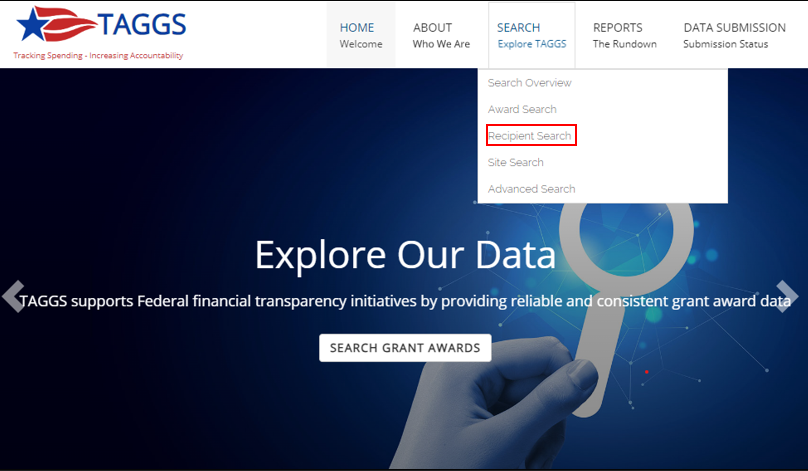 TAGGS
Tracking Spending - Increasing Accountability
HOME
Welcome
ABOUT
Who We Are
SEARCH
Explore TAGGS
REPORTS
The Rundown
DATA SUBMISSION
Submission Status
Search Overview
Award Search
Recipient Search
Site Search
Advanced Search
Explore Our Data
TAGGS supports Federal financial transparency initiatives by providing reliable and consistent grant award data
SEARCH GRANT AWARDS